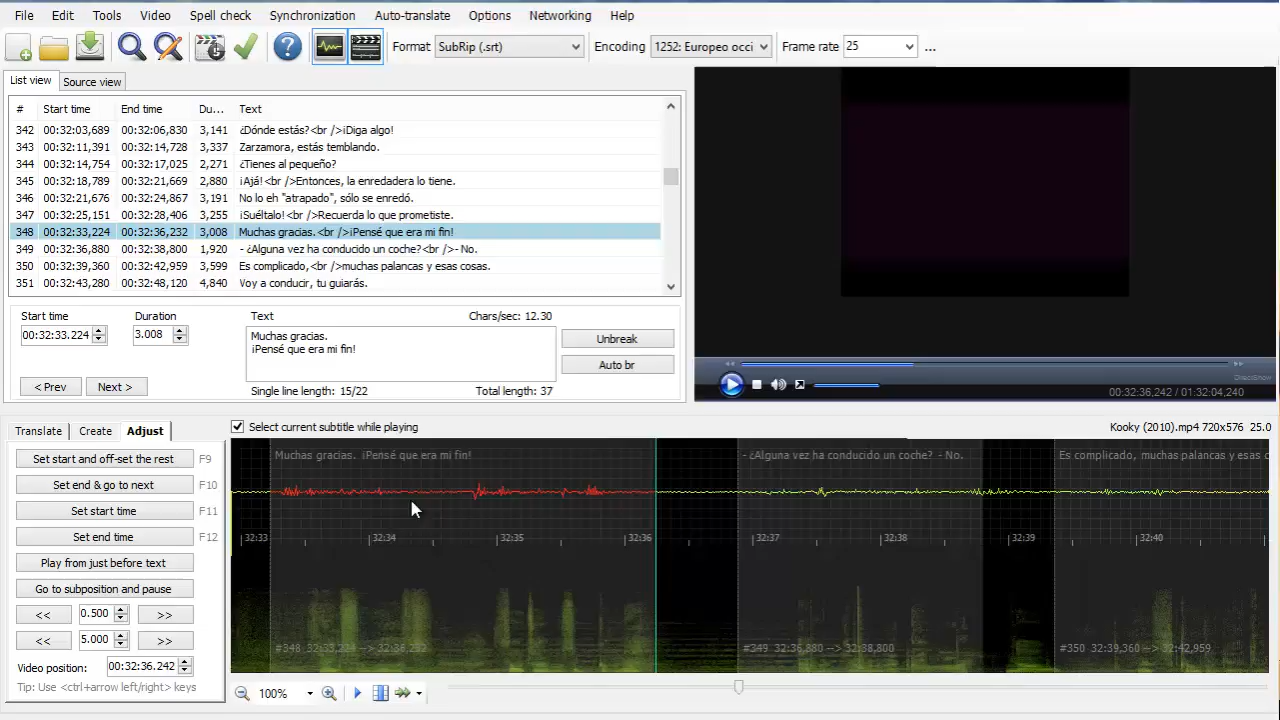 File Edit Tools Video Spell check Synchronization Auto-translate Options Networking Help
Format SubRip (.srt) Encoding 1252: Europeo occi Frame rate 25 ...
List view Source view
# Start time End time Du... Text
342 00:32:03,689 00:32:06,830 3,141 ¿Dónde estás?<br />¡Diga algo!
343 00:32:11,391 00:32:14,728 3,337 Zarzamora, estás temblando.
344 00:32:14,754 00:32:17,025 2,271 ¿Tienes al pequeño?
345 00:32:18,789 00:32:21,669 2,880 ¡Ajá!<br />Entonces, la enredadera lo tiene.
346 00:32:21,676 00:32:24,867 3,191 No lo eh "atrapado", sólo se enredó.
347 00:32:25,151 00:32:28,406 3,255 ¡Suéltalo!<br />Recuerda lo que prometiste.
348 00:32:33,224 00:32:36,232 3,008 Muchas gracias.<br />¡Pensé que era mi fin!
349 00:32:36,880 00:32:38,800 1,920 - ¿Alguna vez ha conducido un coche?<br />- No.
350 00:32:39,360 00:32:42,959 3,599 Es complicado,<br />muchas palancas y esas cosas.
351 00:32:43,280 00:32:48,120 4,840 Voy a conducir, tu guiarás.
Start time Duration Text Chars/sec: 12.30
00:32:33.224 3.008
Muchas gracias.
¡Pensé que era mi fin!
Unbreak
Auto br
< Prev Next >
Single line length: 15/22 Total length: 37
DirectShow
00:32:36,242 / 01:32:04,240
Translate Create Adjust
Select current subtitle while playing
Kooky (2010).mp4 720x576 25.0
Set start and off-set the rest F9
Set end & go to next F10
Set start time F11
Set end time F12
Play from just before text
Go to subposition and pause
<< 0.500 >>
<< 5.000 >>
Video position: 00:32:36.242
Tip: Use <ctrl+arrow left/right> keys
Muchas gracias. ¡Pensé que era mi fin! - ¿Alguna vez ha conducido un coche? - No. Es complicado, muchas palancas y esas c
32:33 32:34 32:35 32:36 32:37 32:38 32:39 32:40
#348 32:33,224 --> 32:36,232 #349 32:36,880 --> 32:38,800 #350 32:39,360 --> 32:42,959
100%